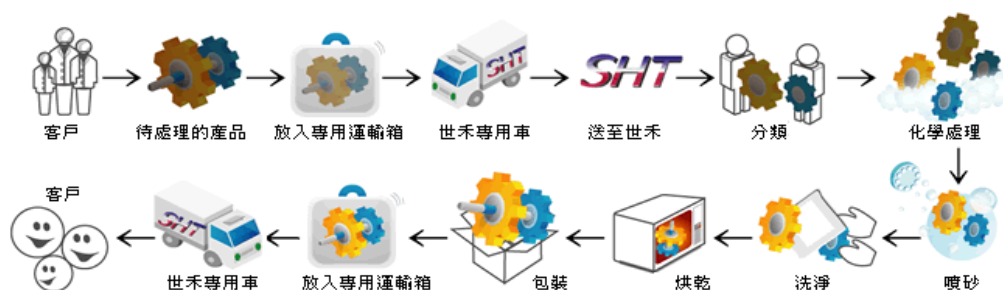 客戶
待處理的產品
放入專用運輸箱
SHT
世禾專用車
SHT
送至世禾
分類
化學處理
噴砂
洗淨
烘乾
包裝
放入專用運輸箱
SHT
世禾專用車
客戶